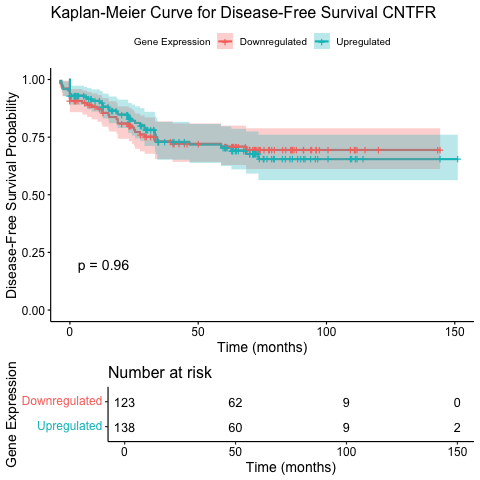 Kaplan-Meier Curve for Disease-Free Survival CNTFR
Gene Expression Downregulated Upregulated
Disease-Free Survival Probability
1.00
0.75
0.50
0.25
0.00
p = 0.96
0 50 100 150
Time (months)
Number at risk
Gene Expression
Downregulated 123 62 9 0
Upregulated 138 60 9 2
0 50 100 150
Time (months)